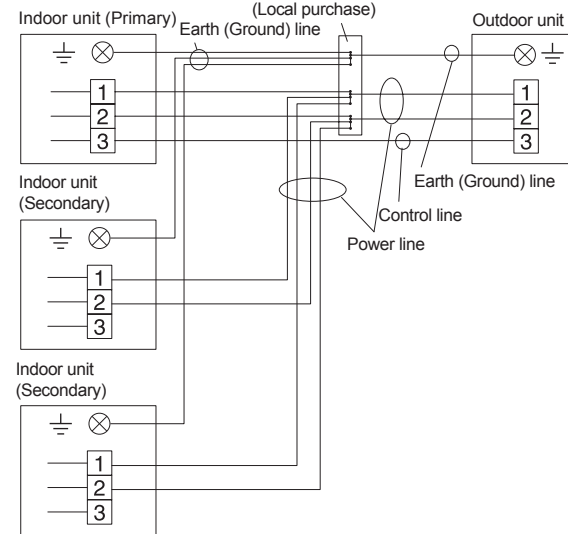 Indoor unit (Primary)
Earth (Ground) line
(Local purchase)
Outdoor unit
1
2
3
1
2
3
Earth (Ground) line
Control line
Power line
Indoor unit
(Secondary)
1
2
3
Indoor unit
(Secondary)
1
2
3